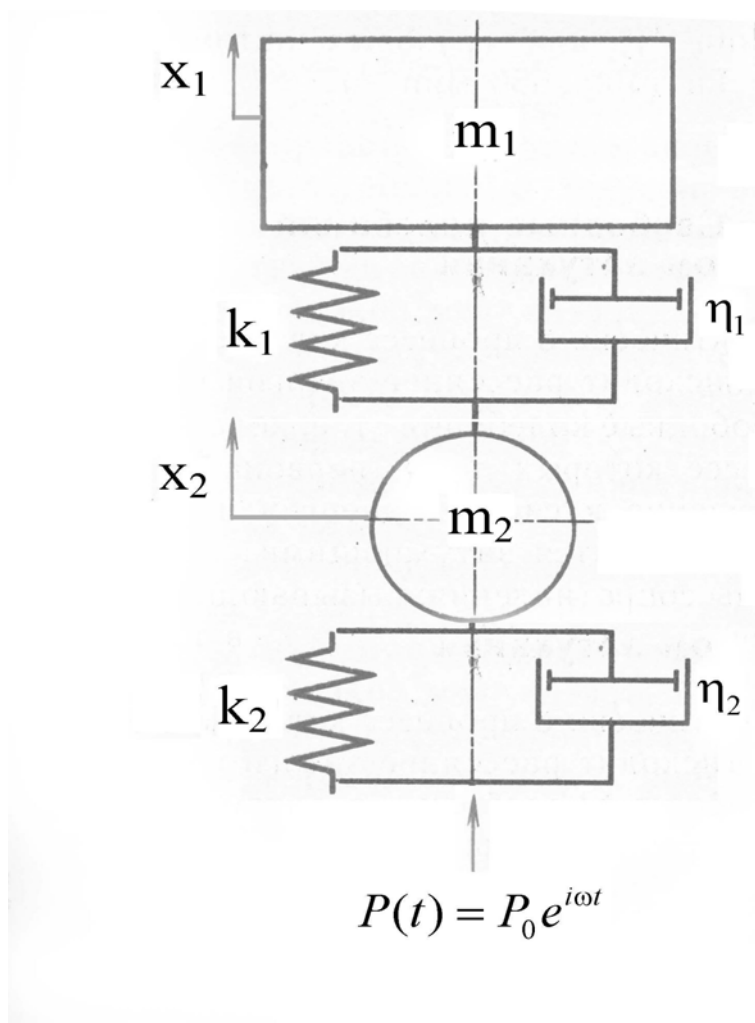 x₁
m₁
k₁
η₁
x₂
m₂
k₂
η₂
P(t) = P₀e^{iωt}